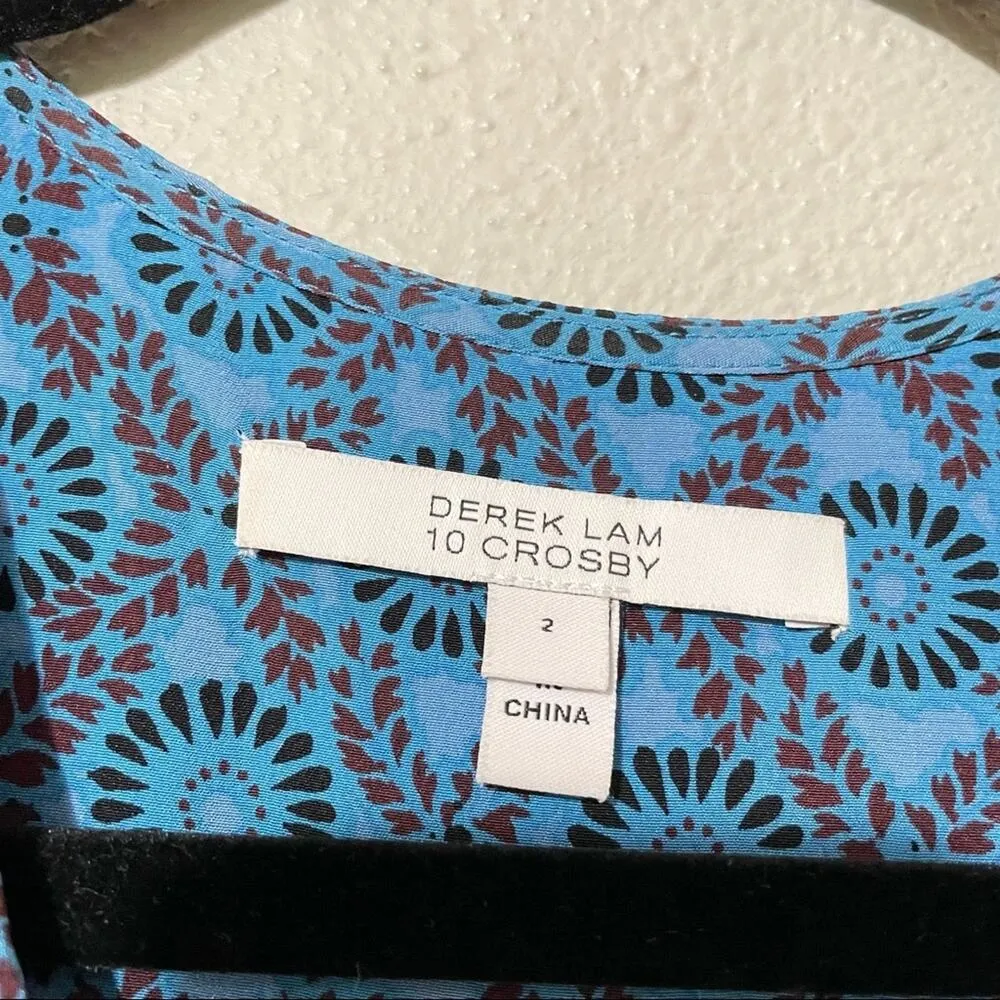 DEREK LAM
10 CROSBY
2
CHINA